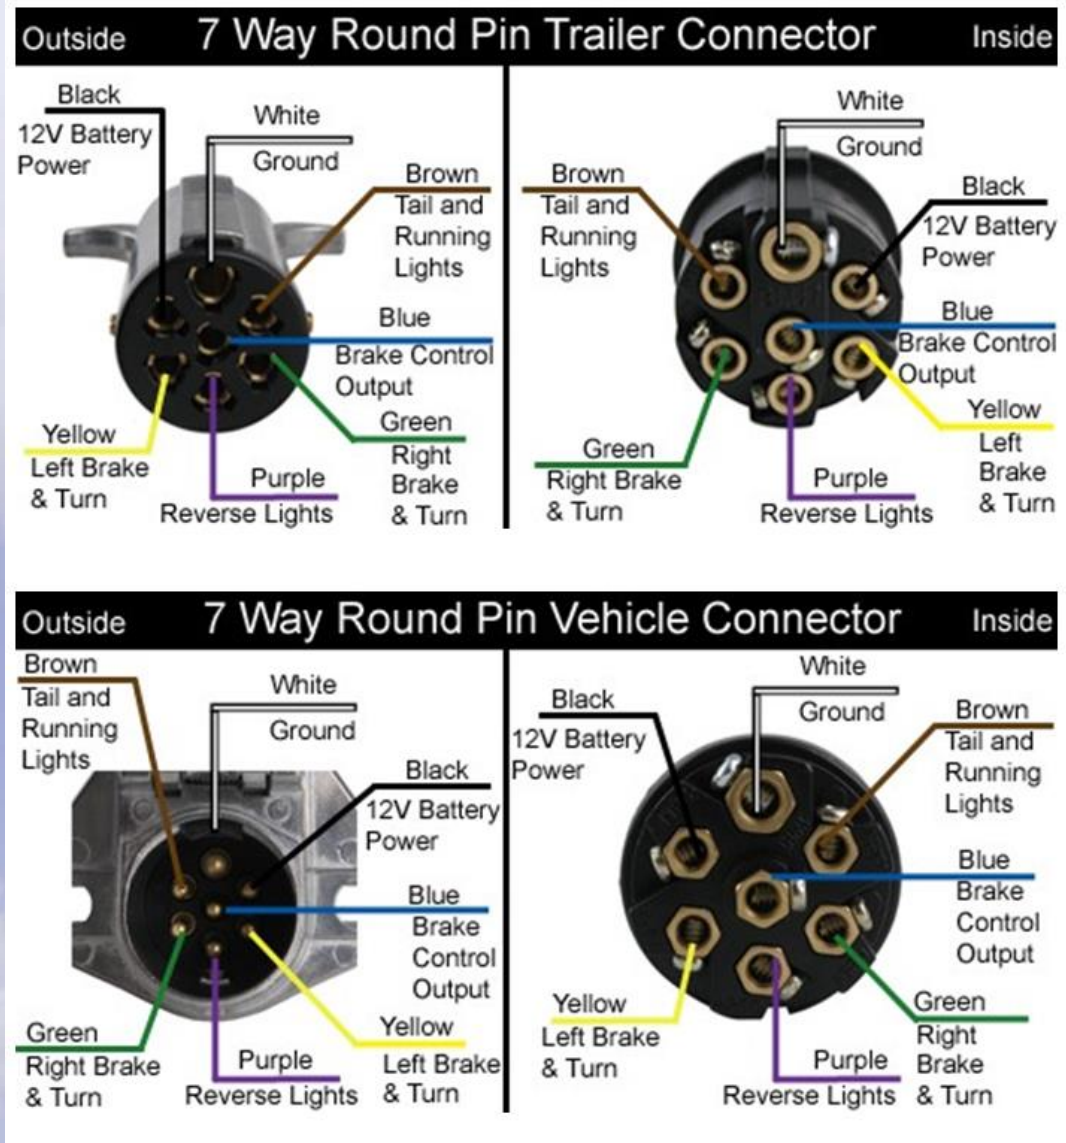 Outside 7 Way Round Pin Trailer Connector Inside
Black
12V Battery
Power
White
Ground
Brown
Tail and
Running
Lights
Blue
Brake Control
Output
Green
Right
Brake
& Turn
Yellow
Left Brake
& Turn
Purple
Reverse Lights
White
Ground
Brown
Tail and
Running
Lights
Black
12V Battery
Power
Blue
Brake Control
Output
Yellow
Left
Brake
& Turn
Green
Right Brake
& Turn
Purple
Reverse Lights
Outside 7 Way Round Pin Vehicle Connector Inside
Brown
Tail and
Running
Lights
White
Ground
Black
12V Battery
Power
Blue
Brake
Control
Output
Green
Right Brake
& Turn
Purple
Reverse Lights
Yellow
Left Brake
& Turn
White
Ground
Black
12V Battery
Power
Brown
Tail and
Running
Lights
Blue
Brake
Control
Output
Yellow
Left Brake
& Turn
Purple
Reverse Lights
Green
Right
Brake
& Turn